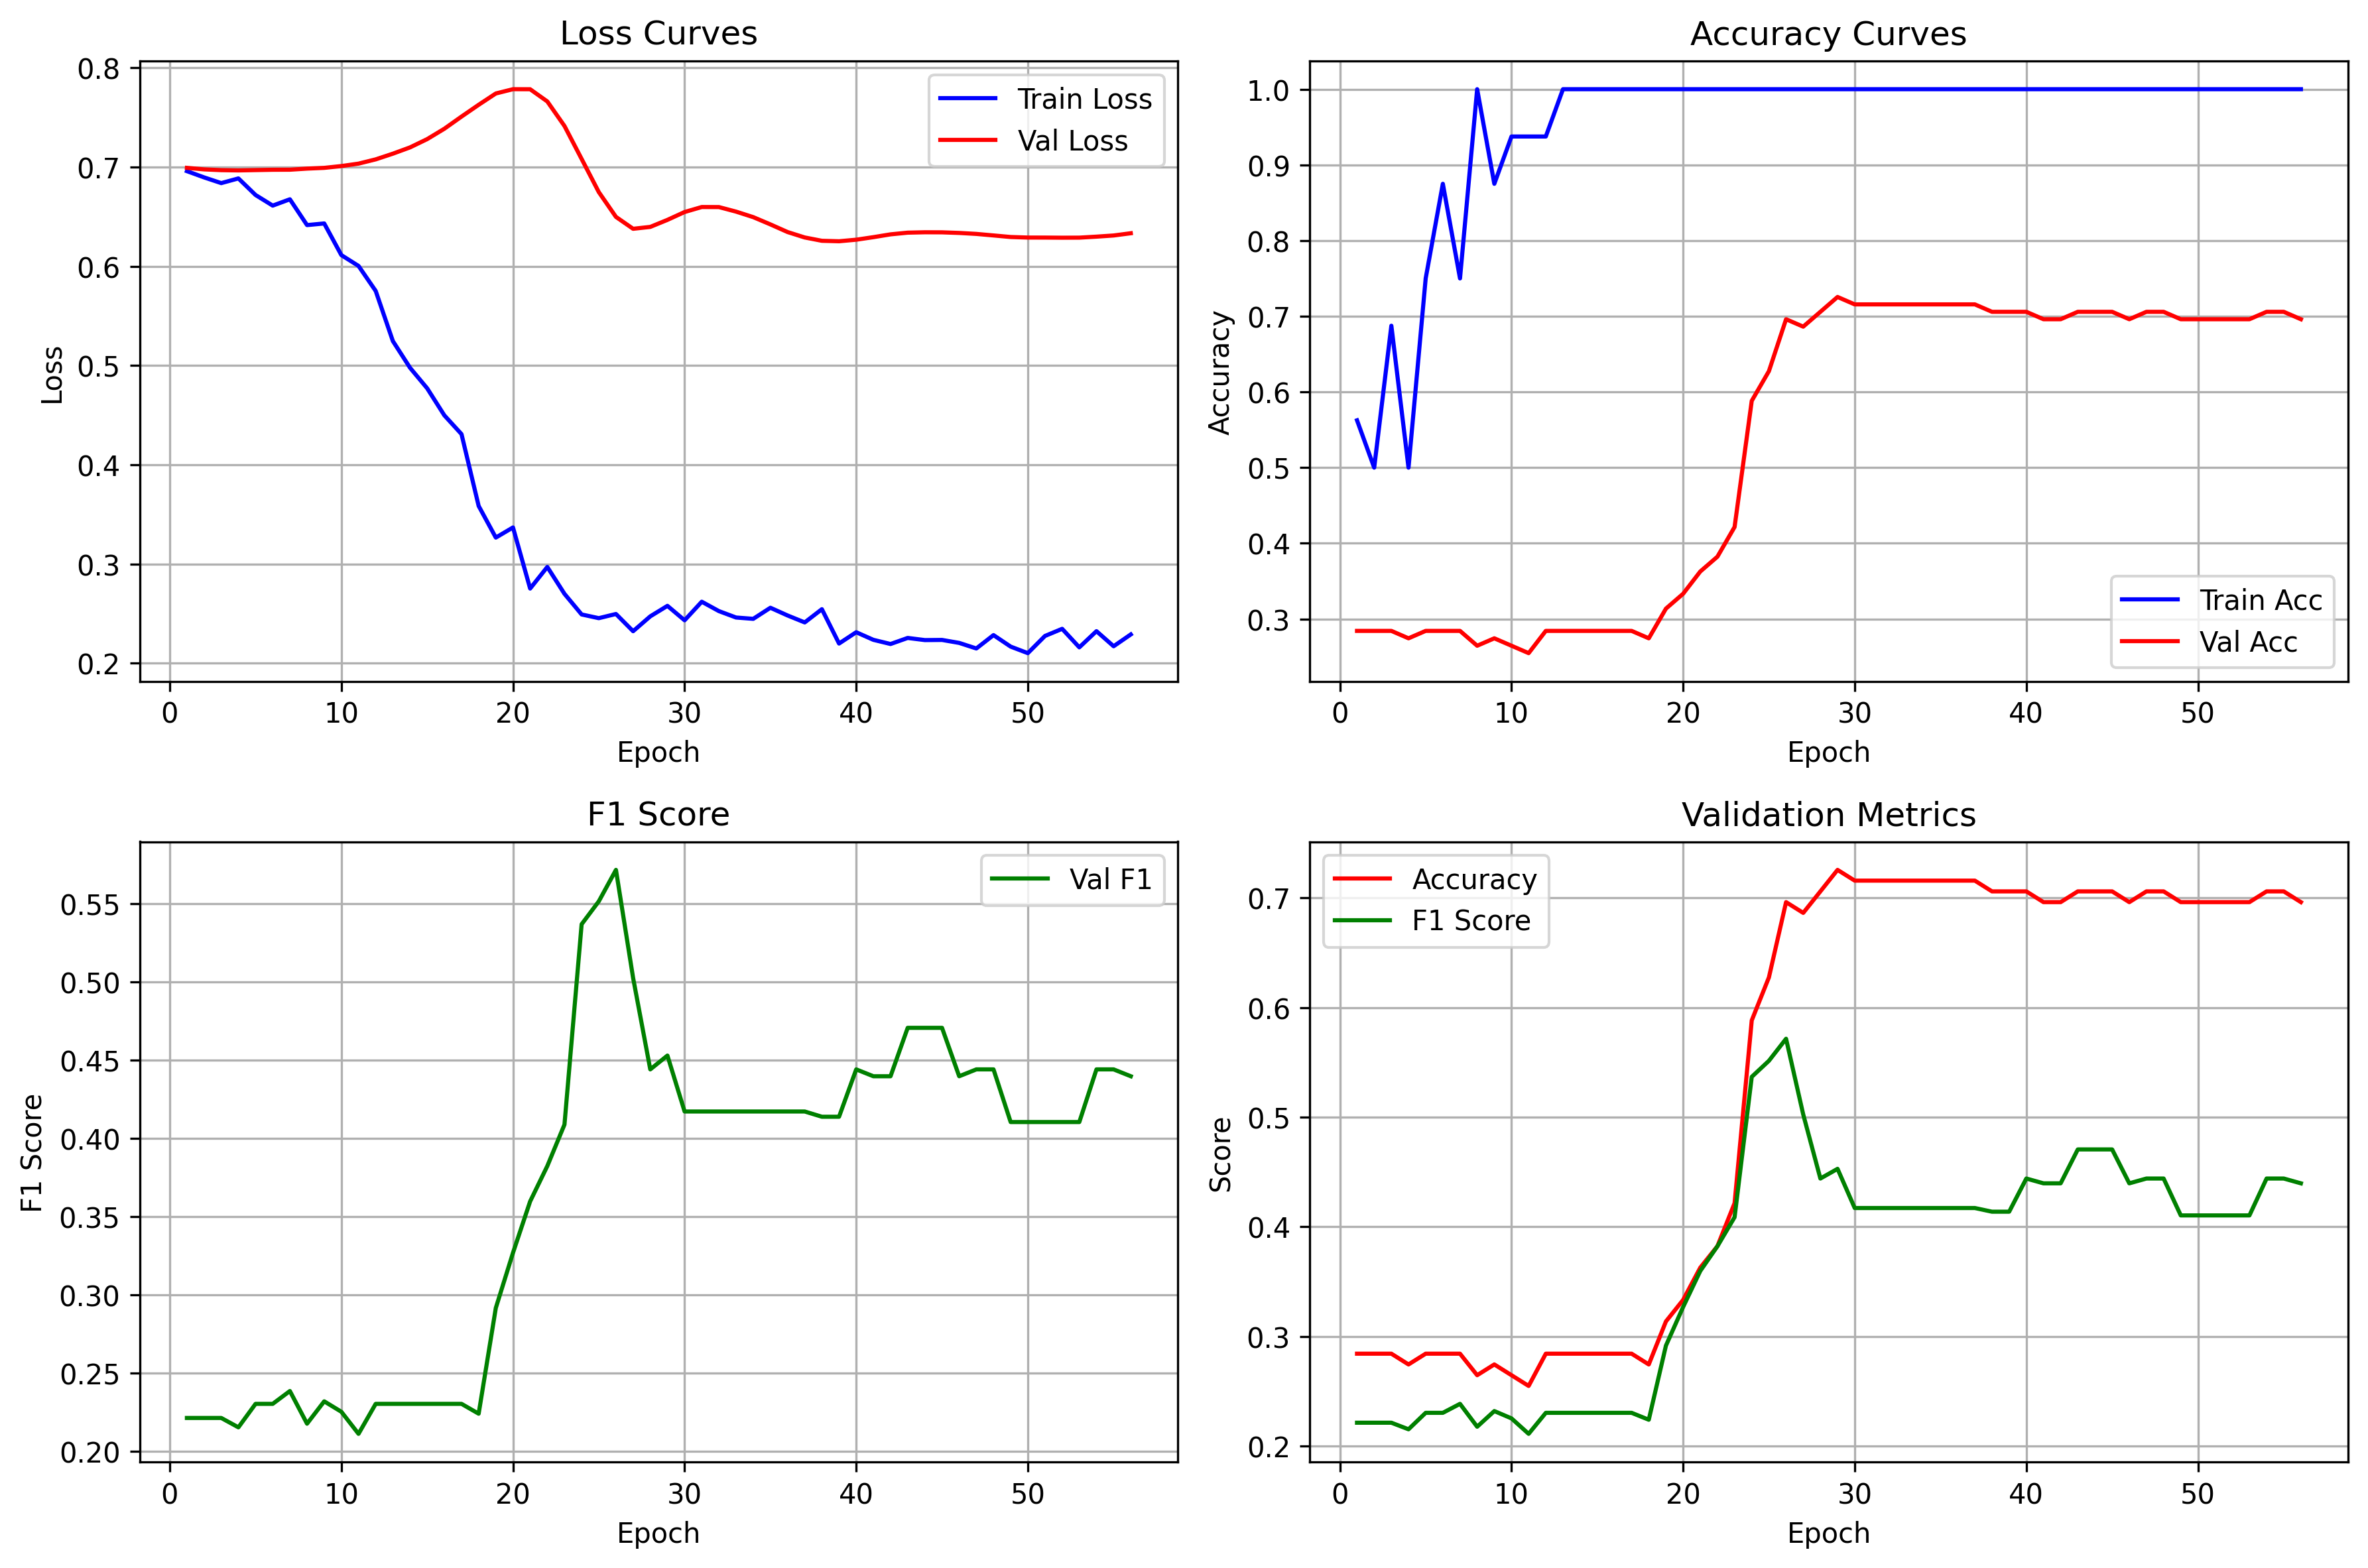 Loss Curves
0.8
0.7
0.6
0.5
0.4
0.3
0.2
Loss
Train Loss
Val Loss
0 10 20 30 40 50
Epoch
Accuracy Curves
1.0
0.9
0.8
0.7
0.6
0.5
0.4
0.3
Accuracy
Train Acc
Val Acc
0 10 20 30 40 50
Epoch
F1 Score
0.55
0.50
0.45
0.40
0.35
0.30
0.25
0.20
F1 Score
Val F1
0 10 20 30 40 50
Epoch
Validation Metrics
0.7
0.6
0.5
0.4
0.3
0.2
Score
Accuracy
F1 Score
0 10 20 30 40 50
Epoch